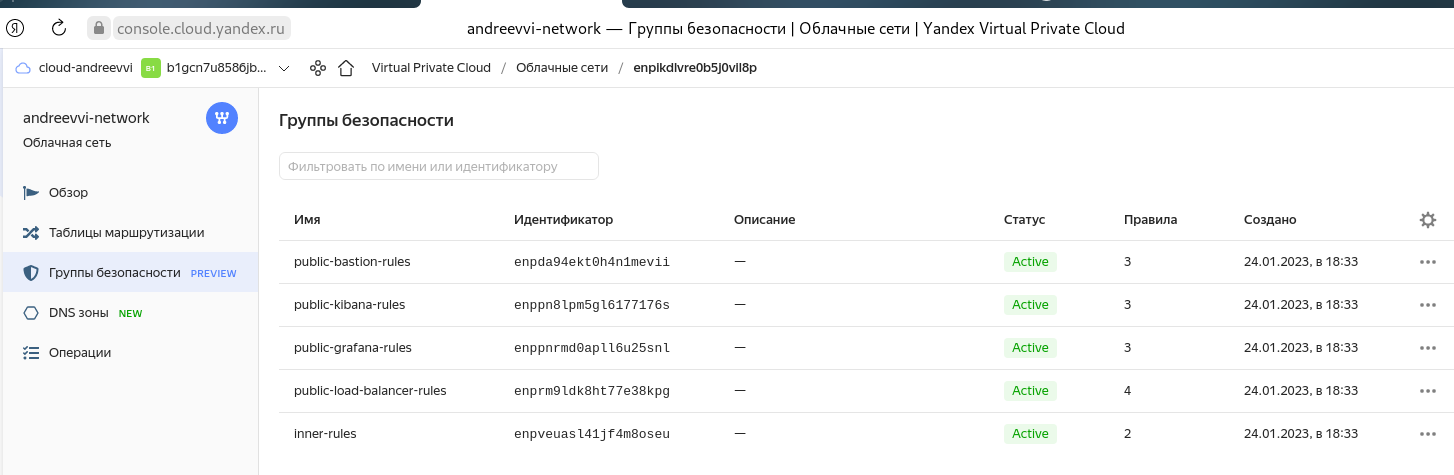 console.cloud.yandex.ru andreevvi-network — Группы безопасности | Облачные сети | Yandex Virtual Private Cloud
cloud-andreevvi B1 b1gcn7u8586jb... Virtual Private Cloud / Облачные сети / enplkdlvre0b5j0vil8p
andreevvi-network
Облачная сеть
Обзор
Таблицы маршрутизации
Группы безопасности PREVIEW
DNS зоны NEW
Операции
Группы безопасности
Фильтровать по имени или идентификатору
Имя Идентификатор Описание Статус Правила Создано
public-bastion-rules enpda94ekt0h4n1mevii — Active 3 24.01.2023, в 18:33
public-kibana-rules enppn8lpm5gl6177176s — Active 3 24.01.2023, в 18:33
public-grafana-rules enppnrmd0apll6u25snl — Active 3 24.01.2023, в 18:33
public-load-balancer-rules enprm9ldk8ht77e38kpg — Active 4 24.01.2023, в 18:33
inner-rules enpveuasl41jf4m8oseu — Active 2 24.01.2023, в 18:33